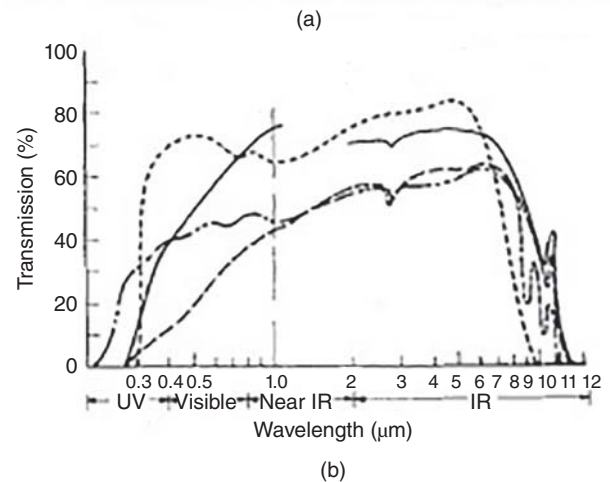 (a)
100
80
60
40
20
0
Transmission (%)
0.3 0.4 0.5 1.0 2 3 4 5 6 7 8 9 10 11 12
UV Visible Near IR IR
Wavelength (μm)
(b)